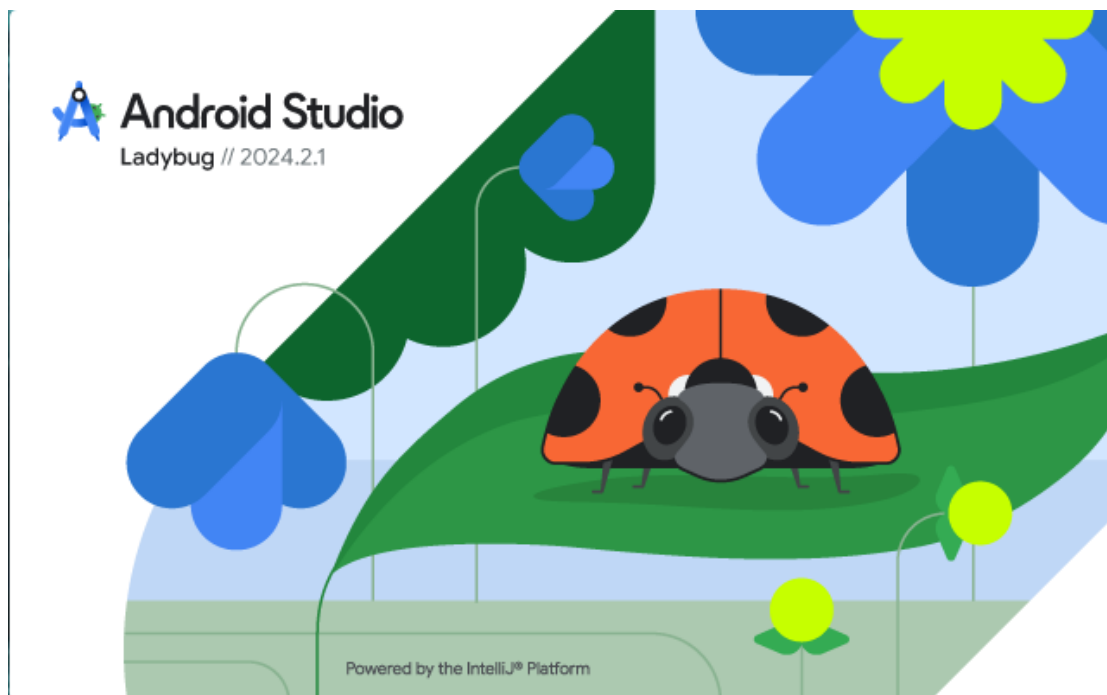 Android Studio
Ladybug // 2024.2.1
Powered by the IntelliJ® Platform